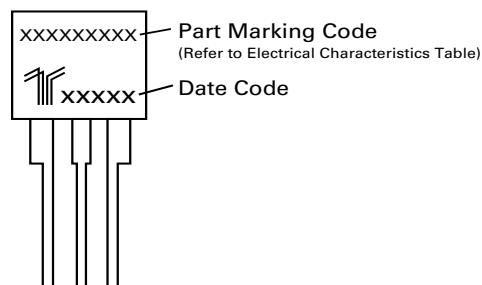 xxxxxxxxx Part Marking Code
(Refer to Electrical Characteristics Table)
xxxxx Date Code